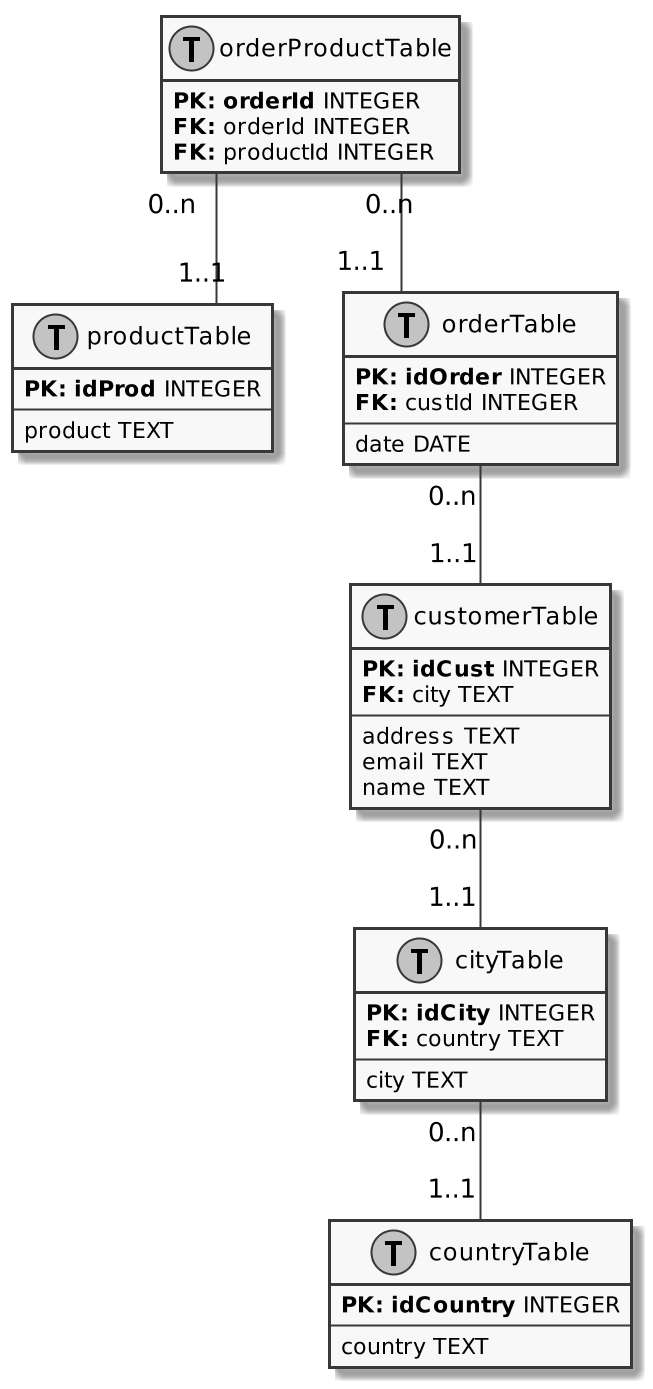 T orderProductTable
PK: orderId INTEGER
FK: orderId INTEGER
FK: productId INTEGER
0..n 0..n
1..1 1..1
T productTable
PK: idProd INTEGER
product TEXT
T orderTable
PK: idOrder INTEGER
FK: custId INTEGER
date DATE
0..n
1..1
T customerTable
PK: idCust INTEGER
FK: city TEXT
address TEXT
email TEXT
name TEXT
0..n
1..1
T cityTable
PK: idCity INTEGER
FK: country TEXT
city TEXT
0..n
1..1
T countryTable
PK: idCountry INTEGER
country TEXT